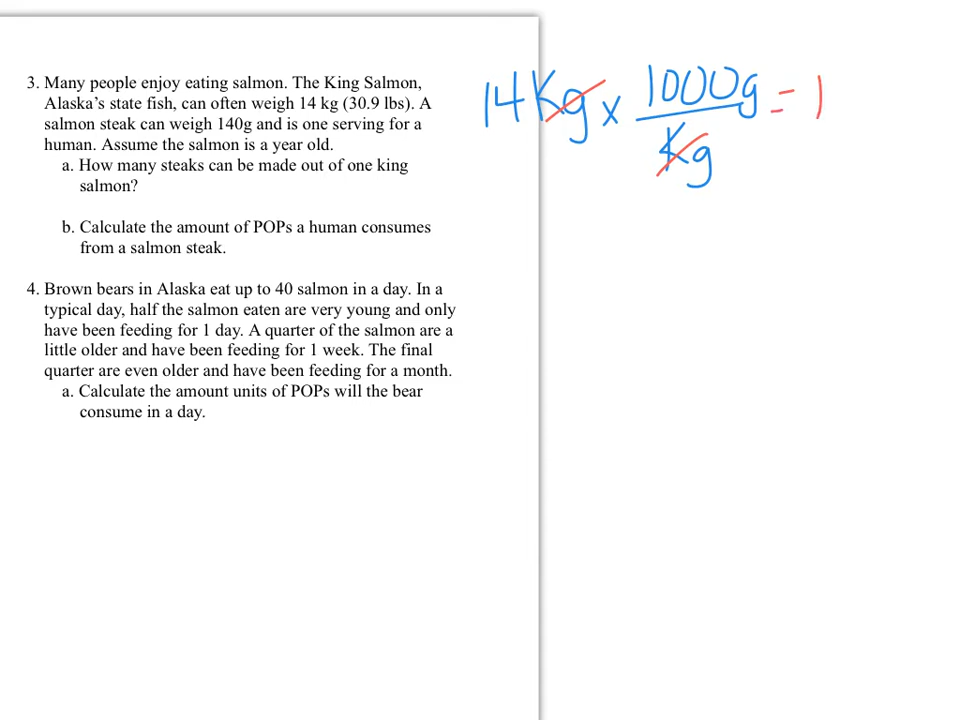 3. Many people enjoy eating salmon. The King Salmon,
Alaska's state fish, can often weigh 14 kg (30.9 lbs). A
salmon steak can weigh 140g and is one serving for a
human. Assume the salmon is a year old.
a. How many steaks can be made out of one king
salmon?
b. Calculate the amount of POPs a human consumes
from a salmon steak.
4. Brown bears in Alaska eat up to 40 salmon in a day. In a
typical day, half the salmon eaten are very young and only
have been feeding for 1 day. A quarter of the salmon are a
little older and have been feeding for 1 week. The final
quarter are even older and have been feeding for a month.
a. Calculate the amount units of POPs will the bear
consume in a day.
14 Kg x 1000g = 1
Kg